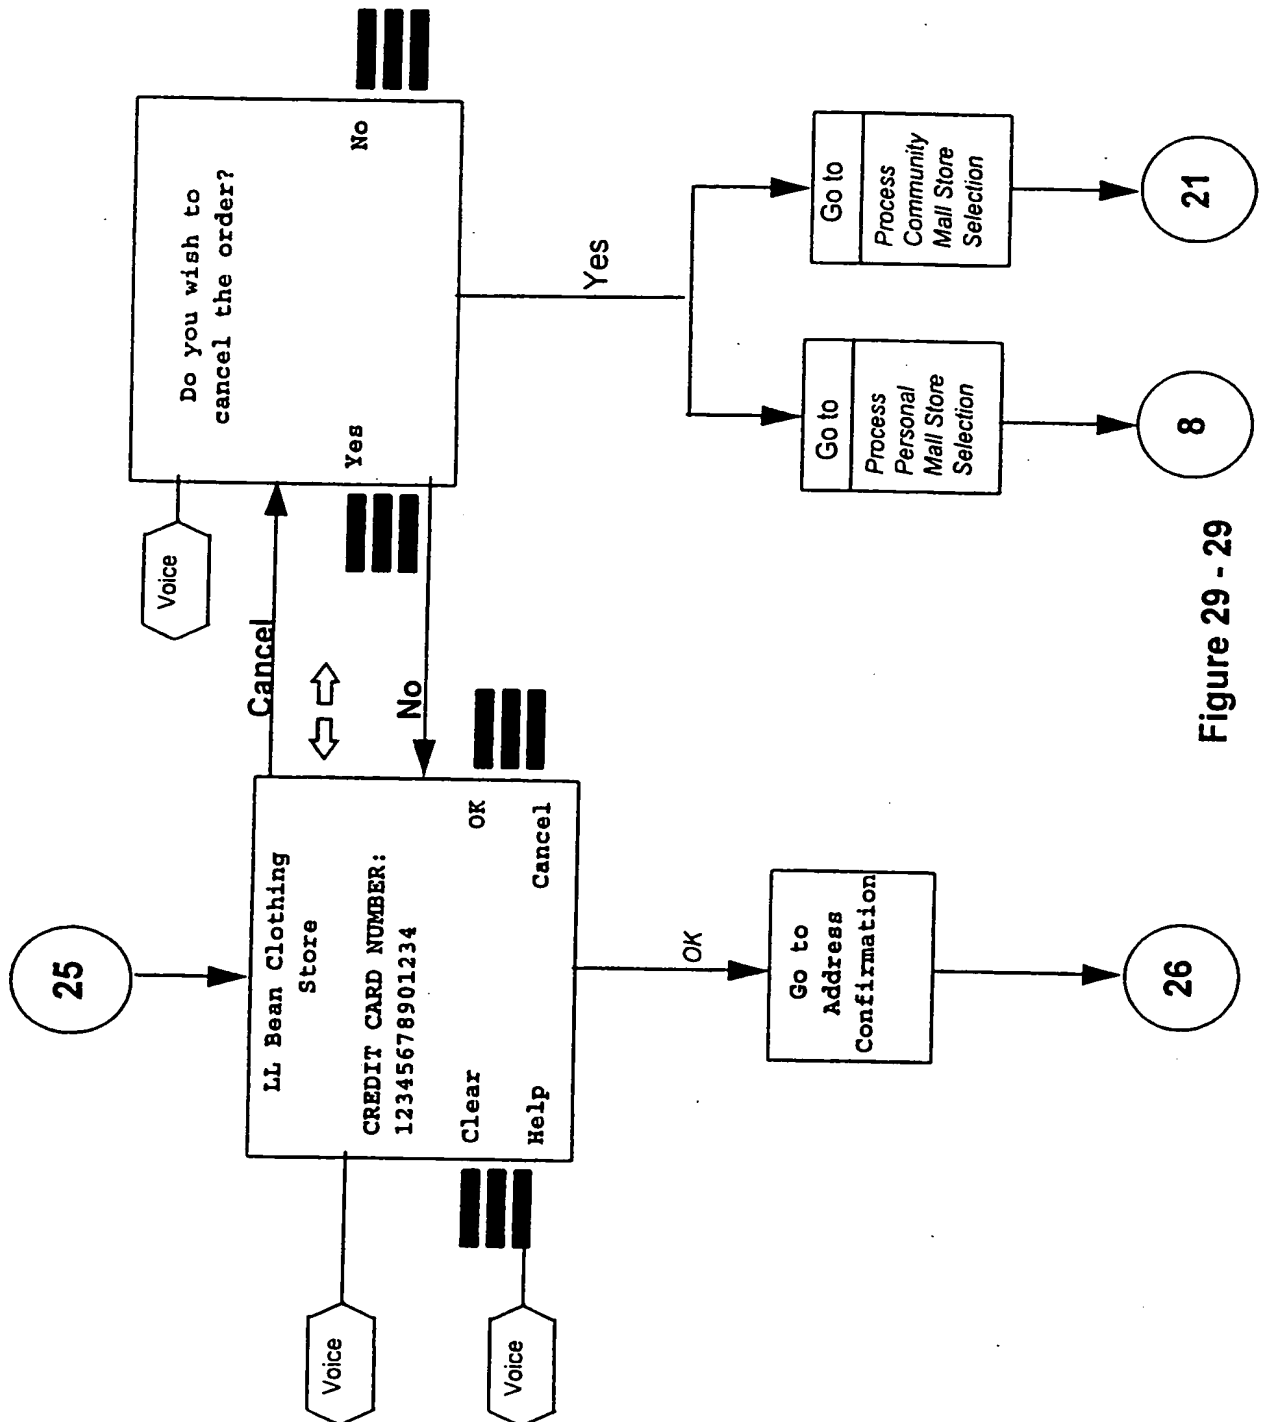 25
LL Bean Clothing
Store
CREDIT CARD NUMBER:
12345678901234
Clear
OK
Help
Cancel
Voice
Voice
Cancel
No
Voice
Do you wish to
cancel the order?
Yes
No
OK
Go to
Address
Confirmation
26
Yes
Go to
Process
Personal
Mall Store
Selection
8
Go to
Process
Community
Mall Store
Selection
21
Figure 29 - 29